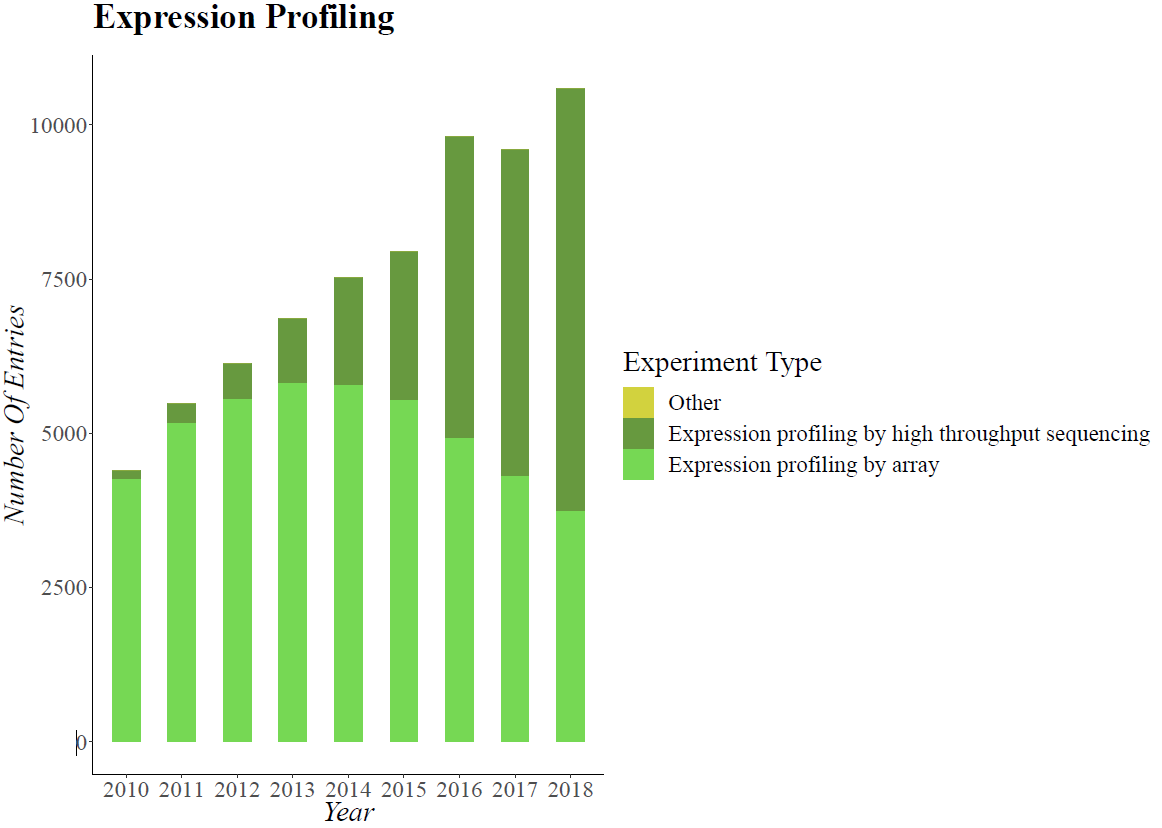 Expression Profiling
Number Of Entries
10000
7500
5000
2500
0
2010 2011 2012 2013 2014 2015 2016 2017 2018
Year
Experiment Type
Other
Expression profiling by high throughput sequencing
Expression profiling by array